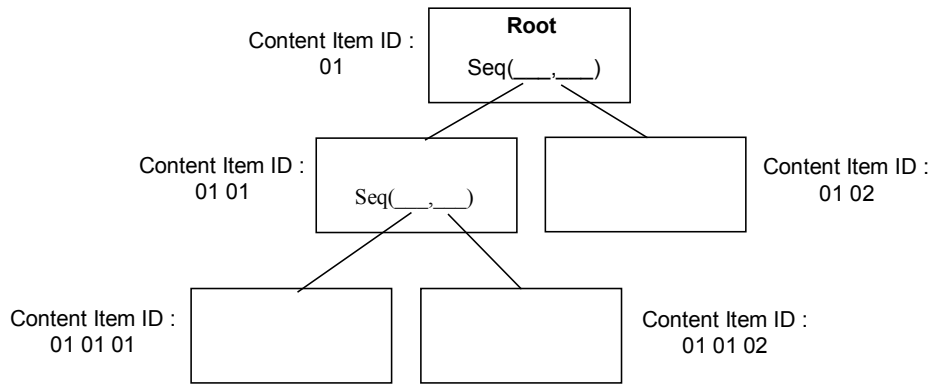 Root
Content Item ID :
01
Seq(___,___)
Content Item ID :
01 01
Seq(___,___)
Content Item ID :
01 02
Content Item ID :
01 01 01
Content Item ID :
01 01 02